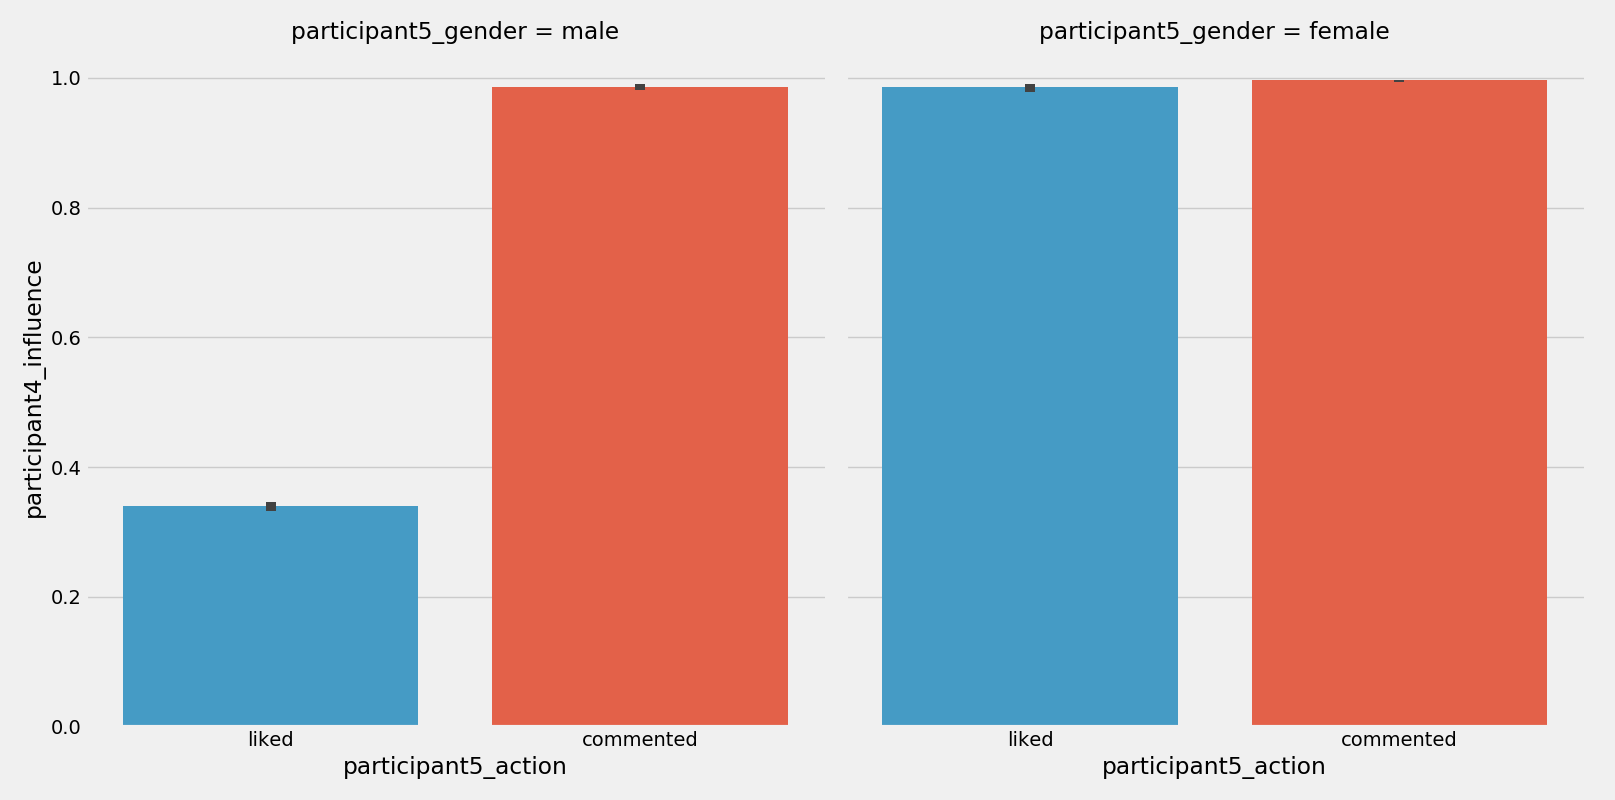 participant5_gender = male
participant5_gender = female
participant4_influence
1.0
0.8
0.6
0.4
0.2
0.0
liked
commented
liked
commented
participant5_action
participant5_action